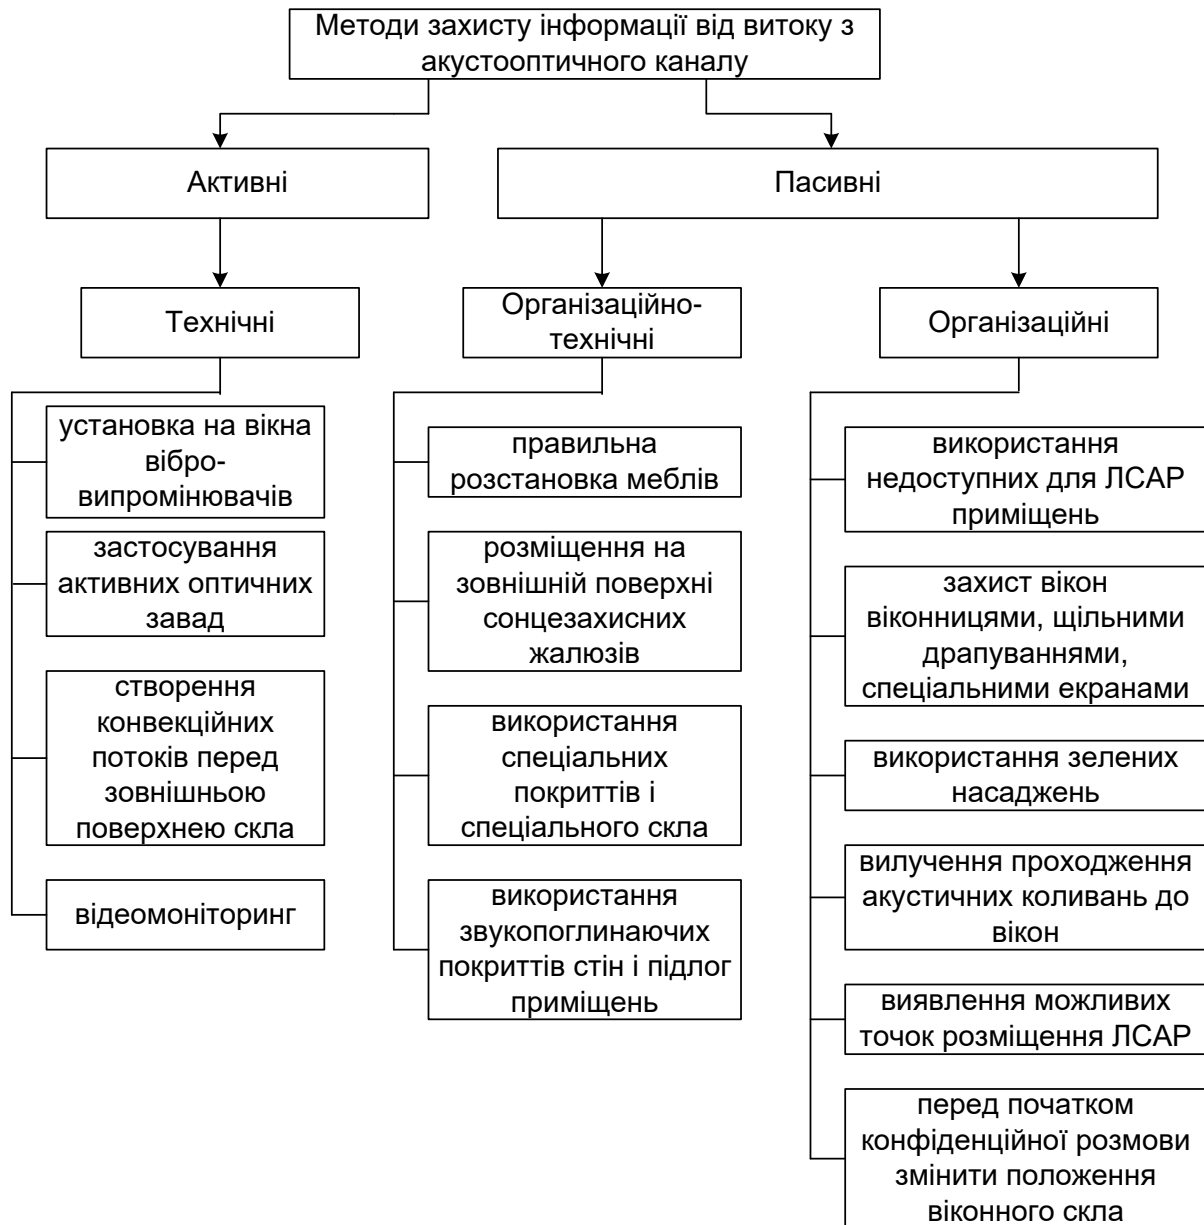 Методи захисту інформації від витоку з
акустооптичного каналу
Активні
Пасивні
Технічні
Організаційно-
технічні
Організаційні
установка на вікна
вібро-
випромінювачів
застосування
активних оптичних
завад
створення
конвекційних
потоків перед
зовнішньою
поверхнею скла
відеомоніторинг
правильна
розстановка меблів
розміщення на
зовнішній поверхні
сонцезахисних
жалюзів
використання
спеціальних
покриттів і
спеціального скла
використання
звукопоглинаючих
покриттів стін і підлог
приміщень
використання
недоступних для ЛСАР
приміщень
захист вікон
віконницями, щільними
драпуваннями,
спеціальними екранами
використання зелених
насаджень
вилучення проходження
акустичних коливань до
вікон
виявлення можливих
точок розміщення ЛСАР
перед початком
конфіденційної розмови
змінити положення
віконного скла